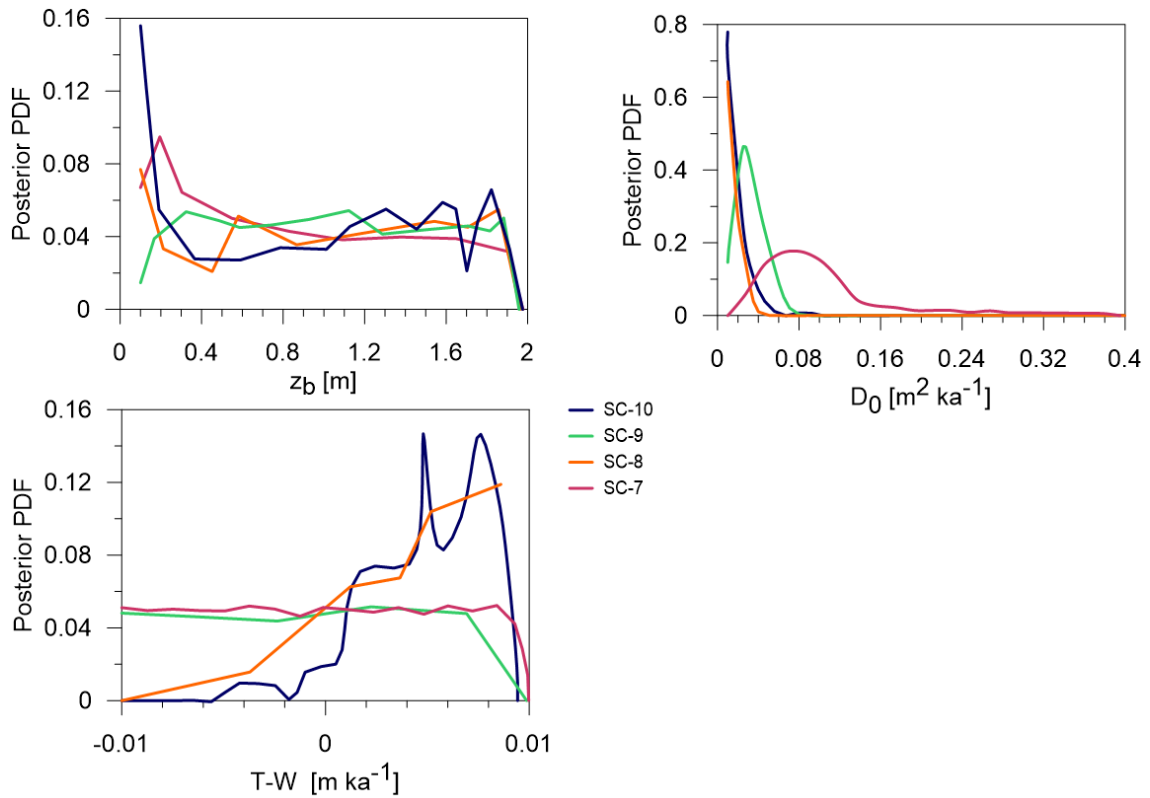 0.16
0.12
0.08
0.04
0
Posterior PDF
0 0.4 0.8 1.2 1.6 2
z_b [m]
0.8
0.6
0.4
0.2
0
Posterior PDF
0 0.08 0.16 0.24 0.32 0.4
D_0 [m^2 ka^-1]
0.16
0.12
0.08
0.04
0
Posterior PDF
-0.01 0 0.01
T-W [m ka^-1]
SC-10
SC-9
SC-8
SC-7